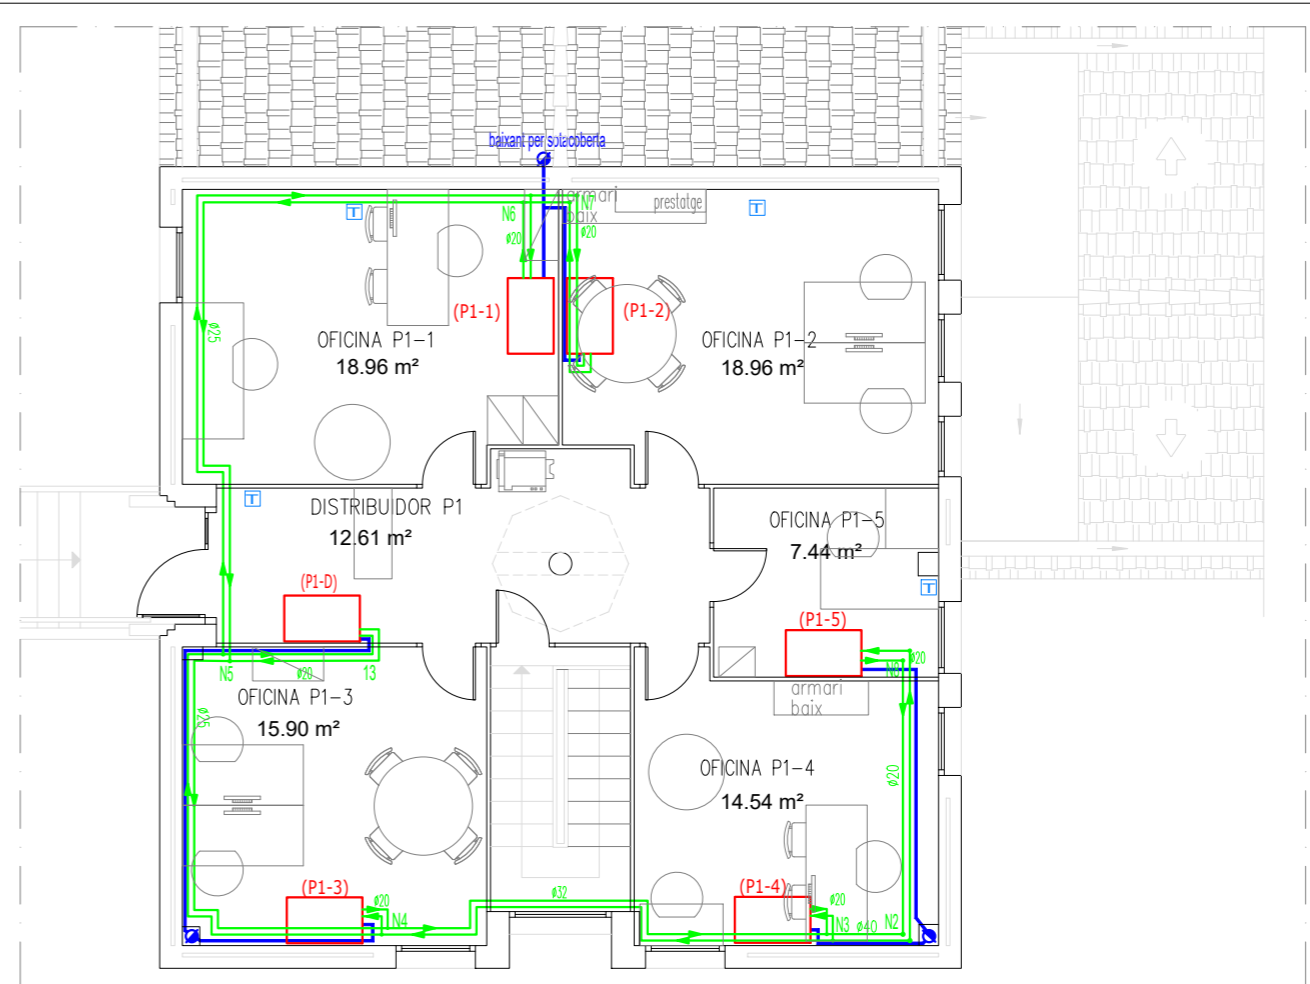 baixant per sotacoberta
armari
baix
prestatge
T
T
N6
N7
ø20
ø20
(P1-1)
(P1-2)
ø25
OFICINA P1-1
18.96 m²
OFICINA P1-2
18.96 m²
T
DISTRIBUIDOR P1
12.61 m²
OFICINA P1-5
7.44 m²
T
(P1-D)
(P1-5)
N5
ø20
13
ø20
OFICINA P1-3
15.90 m²
ø25
armari
baix
OFICINA P1-4
14.54 m²
ø20
(P1-3)
ø20
N4
ø32
(P1-4)
ø20
N3
ø40
N2